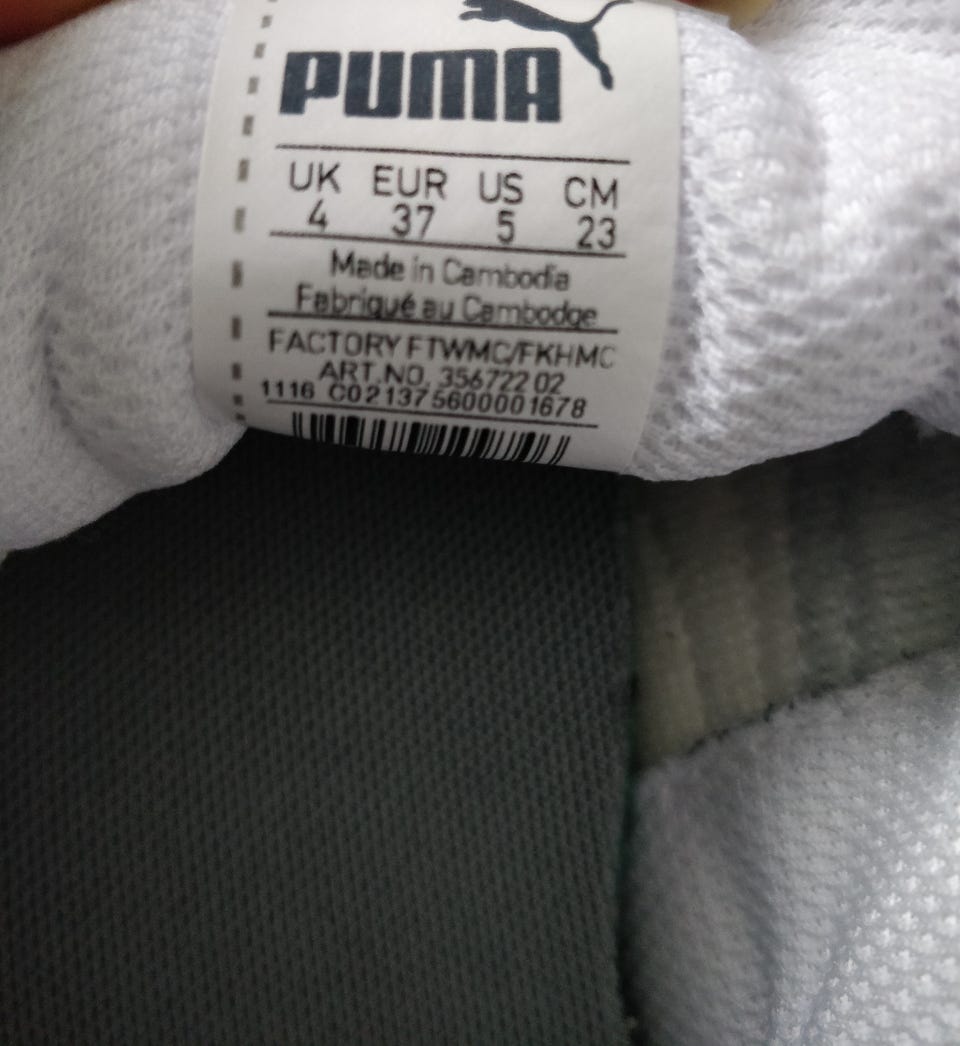 PUMA
UK EUR US CM
4 37 5 23
Made in Cambodia
Fabriqué au Cambodge
FACTORY FTWMC/FKHMC
ART.NO. 356722 02
1116 C021375600001678